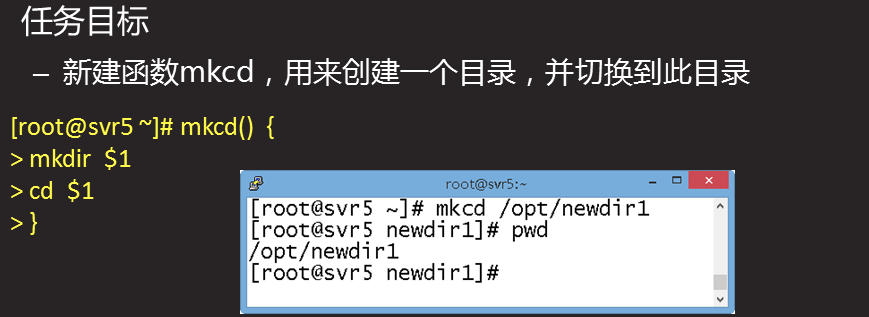 任务目标
– 新建函数mkcd，用来创建一个目录，并切换到此目录
[root@svr5 ~]# mkcd() {
> mkdir $1
> cd $1
> }
root@svr5:~
[root@svr5 ~]# mkcd /opt/newdir1
[root@svr5 newdir1]# pwd
/opt/newdir1
[root@svr5 newdir1]#